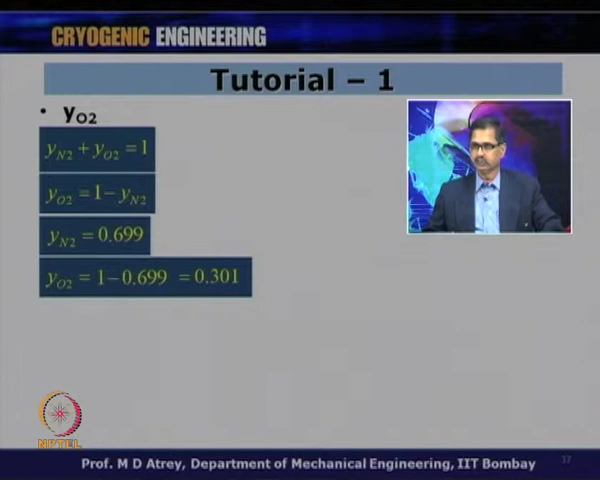 CRYOGENIC ENGINEERING
Tutorial – 1
• yO2
yN2 + yO2 = 1
yO2 = 1 − yN2
yN2 = 0.699
yO2 = 1 − 0.699 = 0.301
NPTEL
Prof. M D Atrey, Department of Mechanical Engineering, IIT Bombay
37